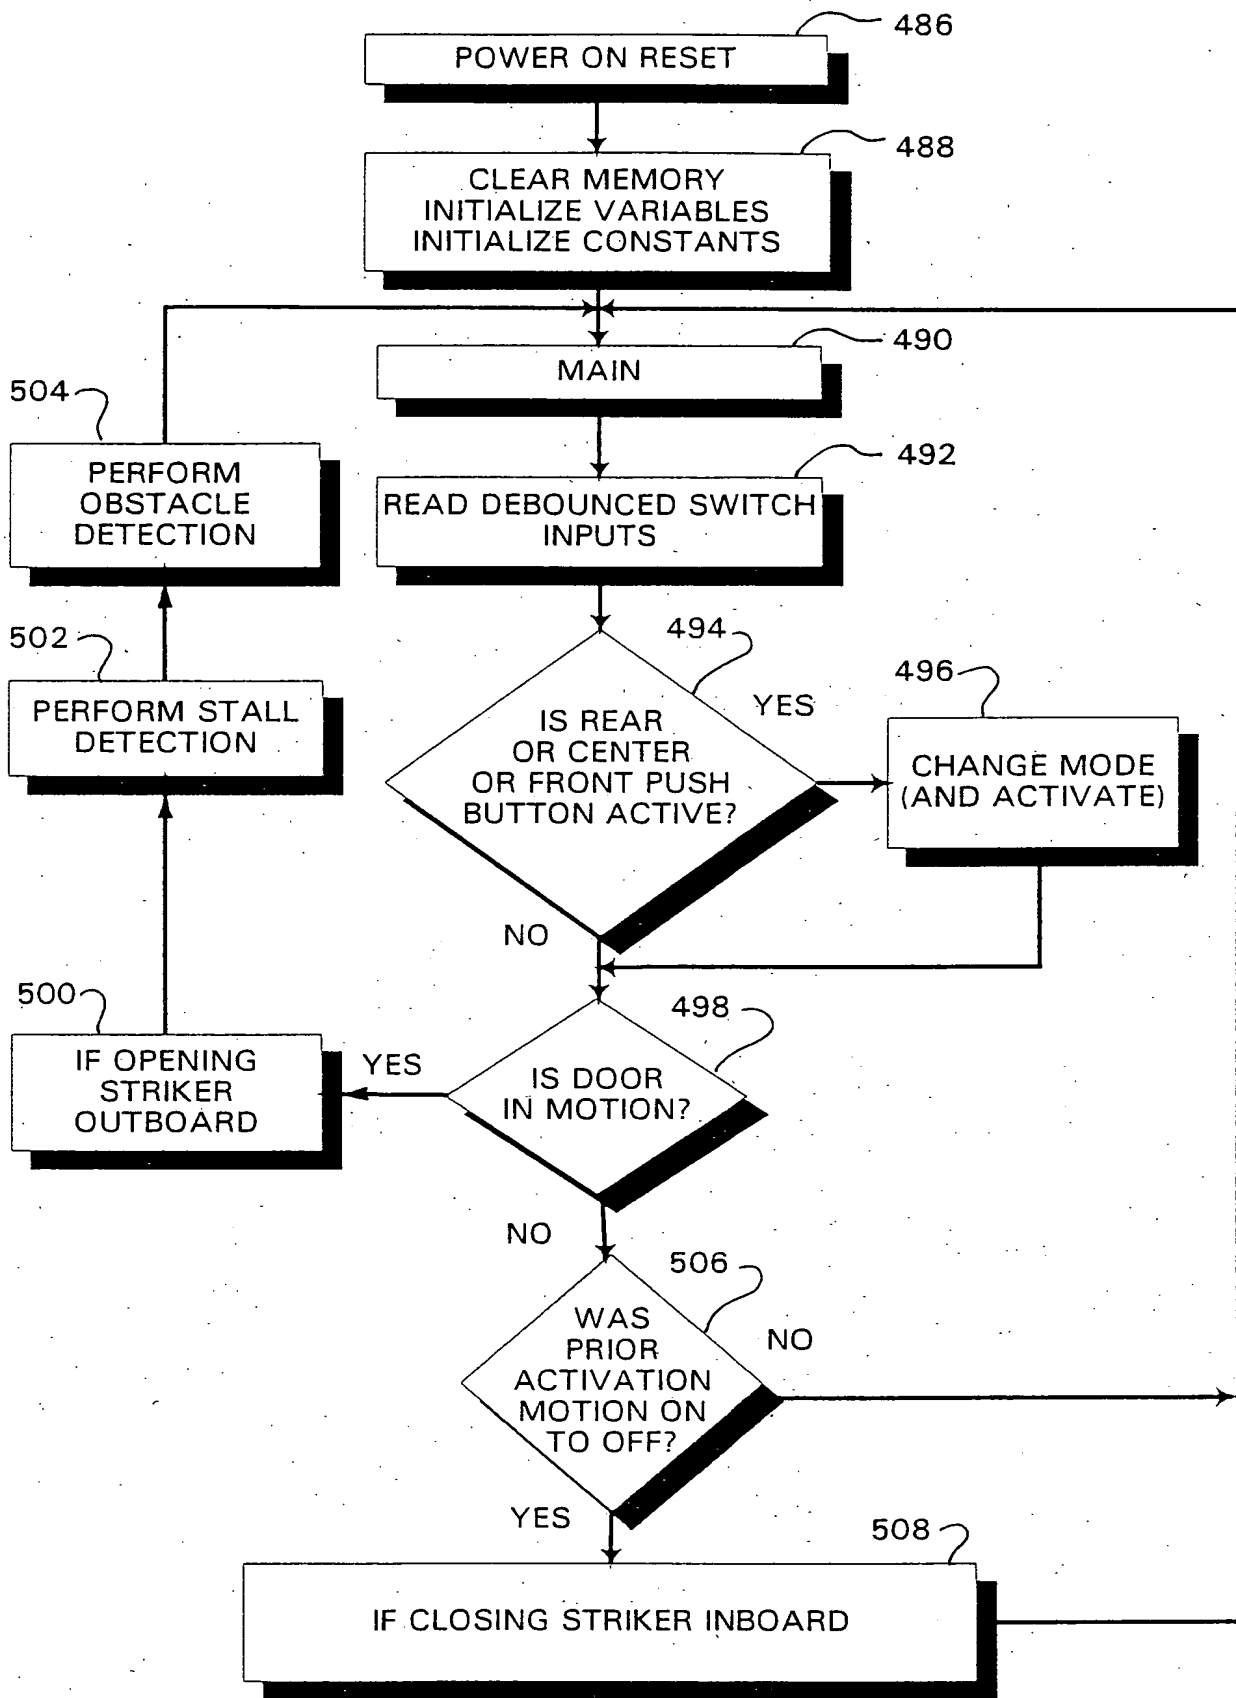 486
POWER ON RESET
488
CLEAR MEMORY
INITIALIZE VARIABLES
INITIALIZE CONSTANTS
490
MAIN
504
PERFORM
OBSTACLE
DETECTION
492
READ DEBOUNCED SWITCH
INPUTS
502
PERFORM STALL
DETECTION
494
IS REAR
OR CENTER
OR FRONT PUSH
BUTTON ACTIVE?
YES
496
CHANGE MODE
(AND ACTIVATE)
NO
500
IF OPENING
STRIKER
OUTBOARD
YES
498
IS DOOR
IN MOTION?
NO
506
WAS
PRIOR
ACTIVATION
MOTION ON
TO OFF?
NO
YES
508
IF CLOSING STRIKER INBOARD